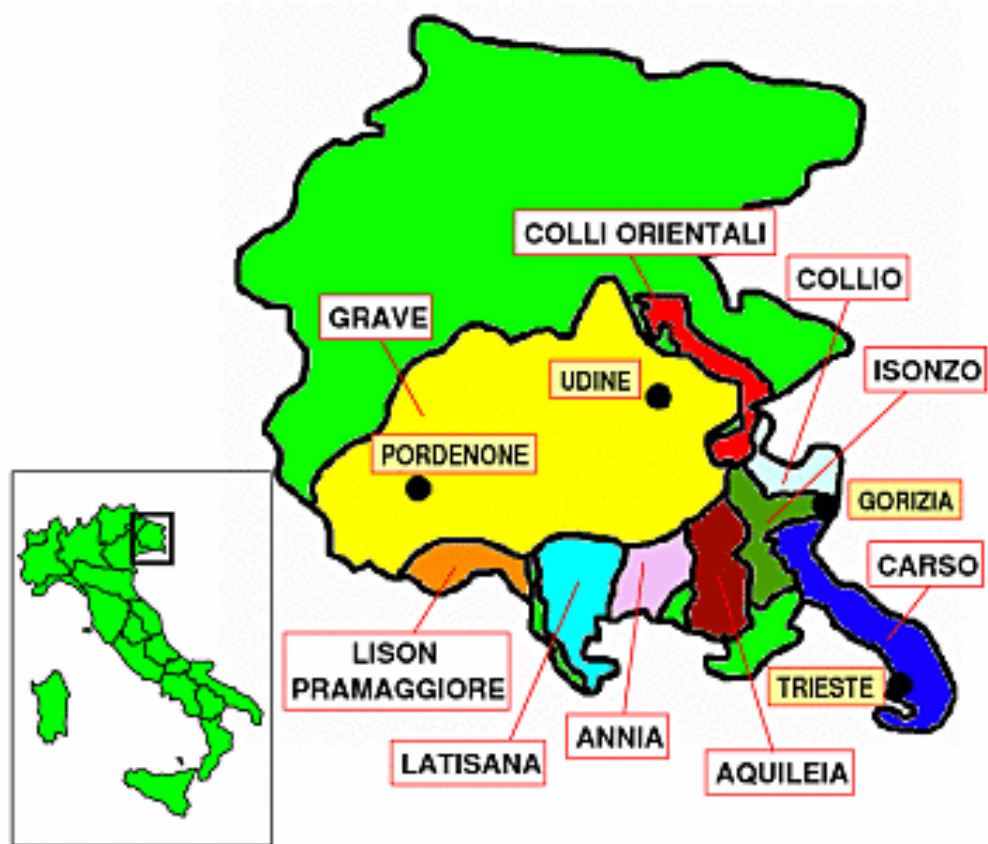 COLLI ORIENTALI
COLLIO
GRAVE
ISONZO
UDINE
PORDENONE
GORIZIA
CARSO
LISON
PRAMAGGIORE
TRIESTE
ANNIA
LATISANA
AQUILEIA